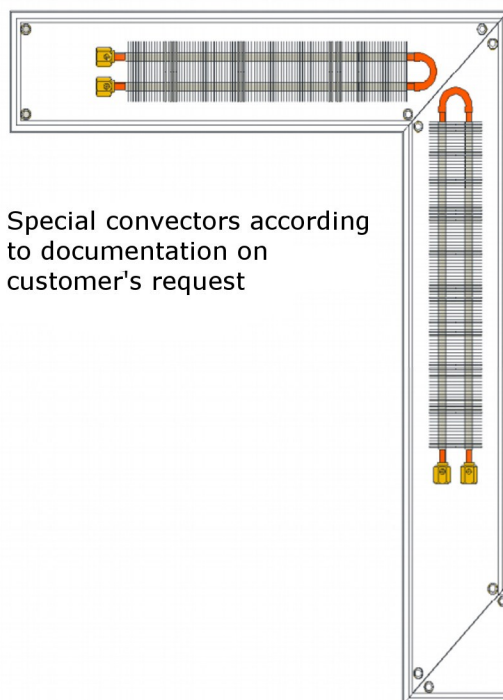 Special convectors according
to documentation on
customer's request